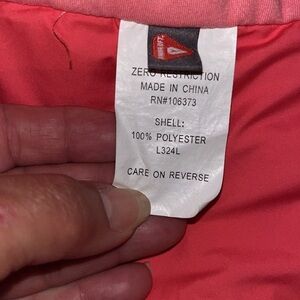 ZERO RESTRICTION
MADE IN CHINA
RN#106373
SHELL:
100% POLYESTER
L324L
CARE ON REVERSE